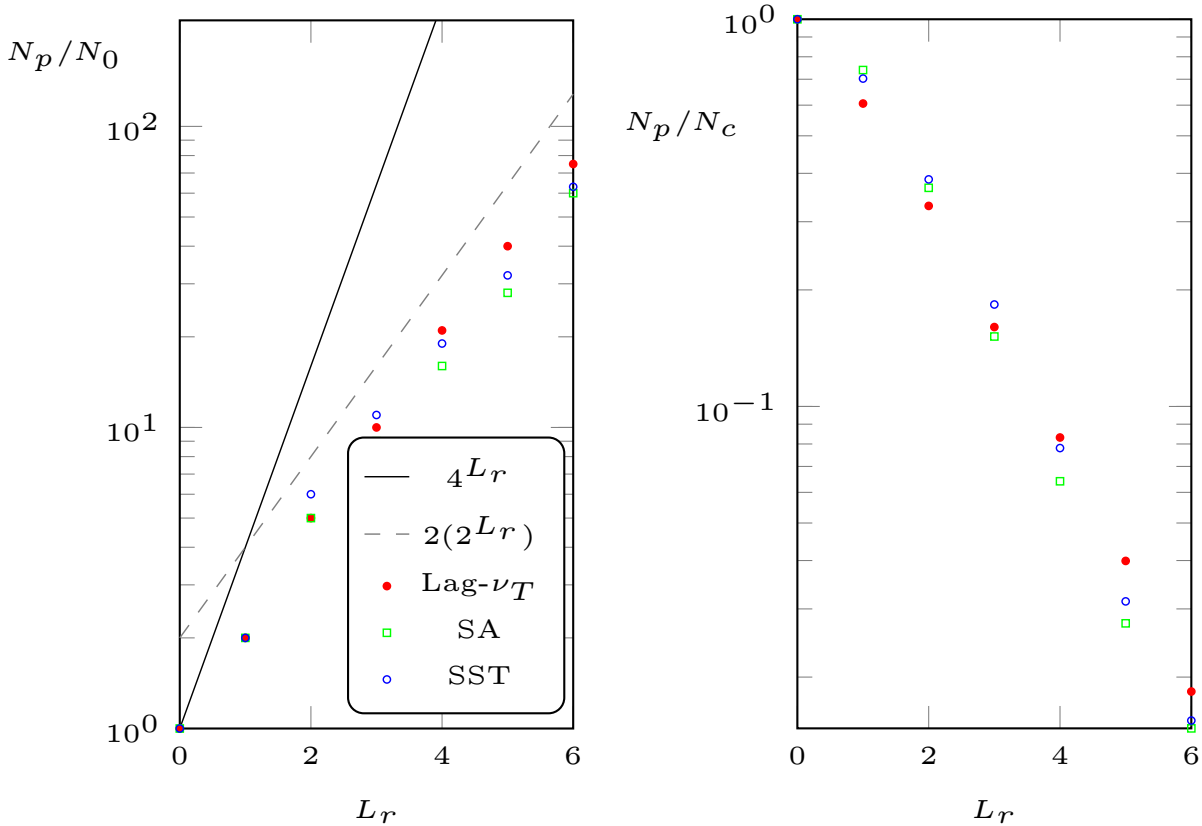 N_p/N_0
10^2
10^1
10^0
0 2 4 6
L_r
4^{L_r}
2(2^{L_r})
Lag-ν_T
SA
SST
N_p/N_c
10^0
10^{−1}
0 2 4 6
L_r